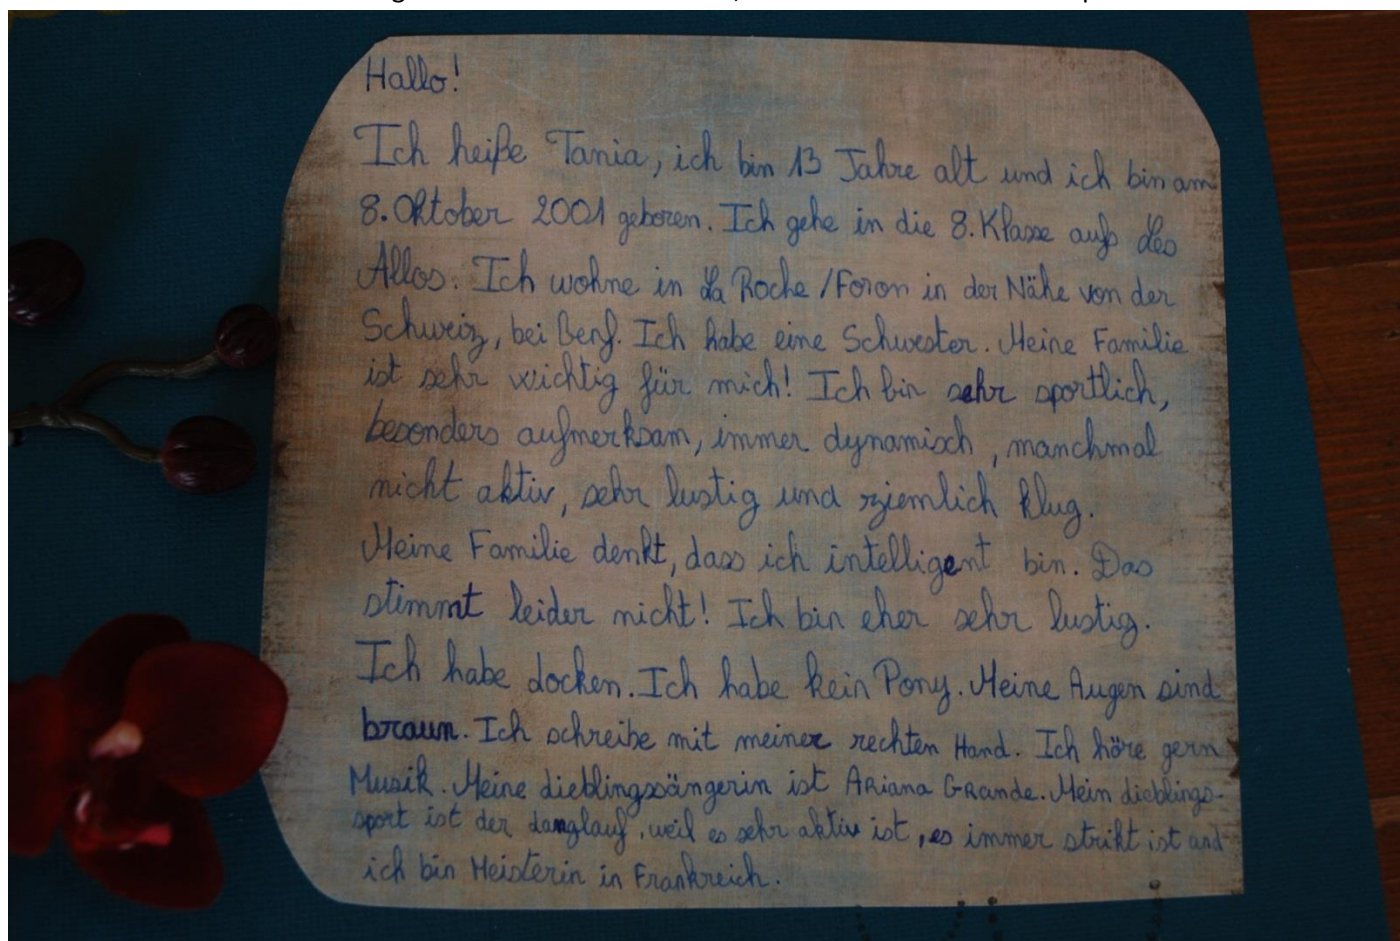 Hallo!
Ich heiße Tania, ich bin 13 Jahre alt und ich bin am
8. Oktober 2001 geboren. Ich gehe in die 8. Klasse aufs Les
Allos. Ich wohne in La Roche / Foron in der Nähe von der
Schweiz, bei Genf. Ich habe eine Schwester. Meine Familie
ist sehr wichtig für mich! Ich bin sehr sportlich,
besonders aufmerksam, immer dynamisch, manchmal
nicht aktiv, sehr lustig und ziemlich klug.
Meine Familie denkt, dass ich intelligent bin. Das
stimmt leider nicht! Ich bin eher sehr lustig.
Ich habe Locken. Ich habe kein Pony. Meine Augen sind
braun. Ich schreibe mit meiner rechten Hand. Ich höre gern
Musik. Meine Lieblingssängerin ist Ariana Grande. Mein Lieblings-
sport ist der Langlauf, weil es sehr aktiv ist, es immer strikt ist und
ich bin Meisterin in Frankreich.